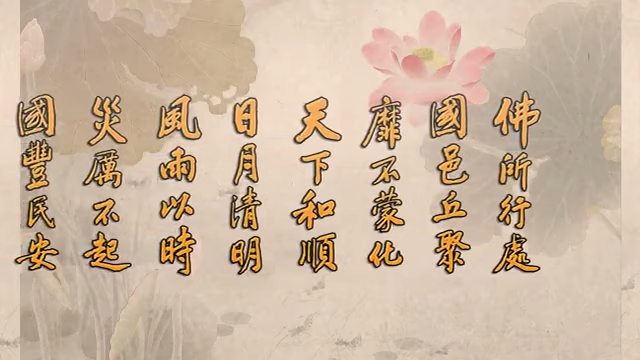 佛所行處
國邑丘聚
靡不蒙化
天下和順
日月清明
風雨以時
災厲不起
國豐民安